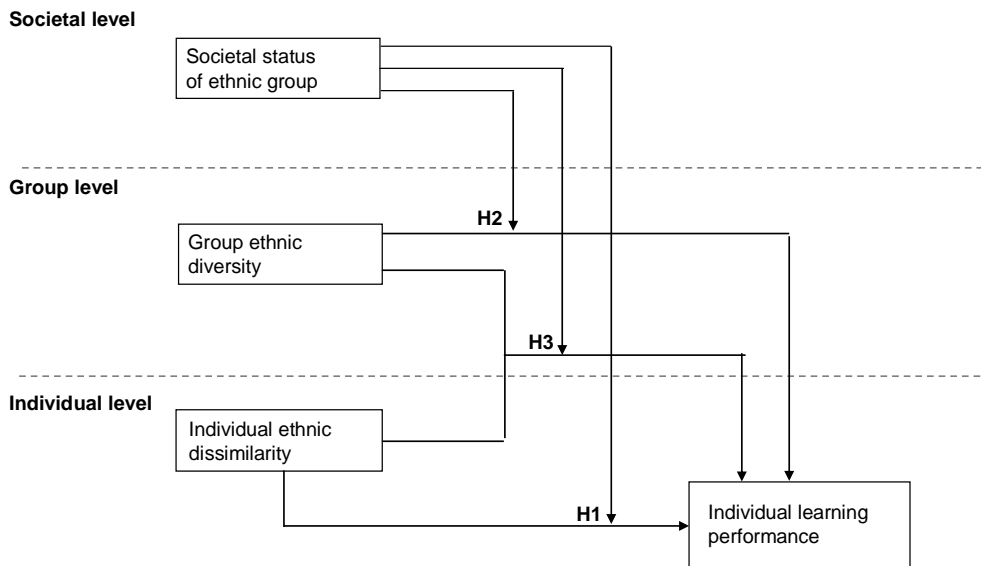 Societal level
Societal status
of ethnic group
Group level
H2
Group ethnic
diversity
H3
Individual level
Individual ethnic
dissimilarity
H1
Individual learning
performance